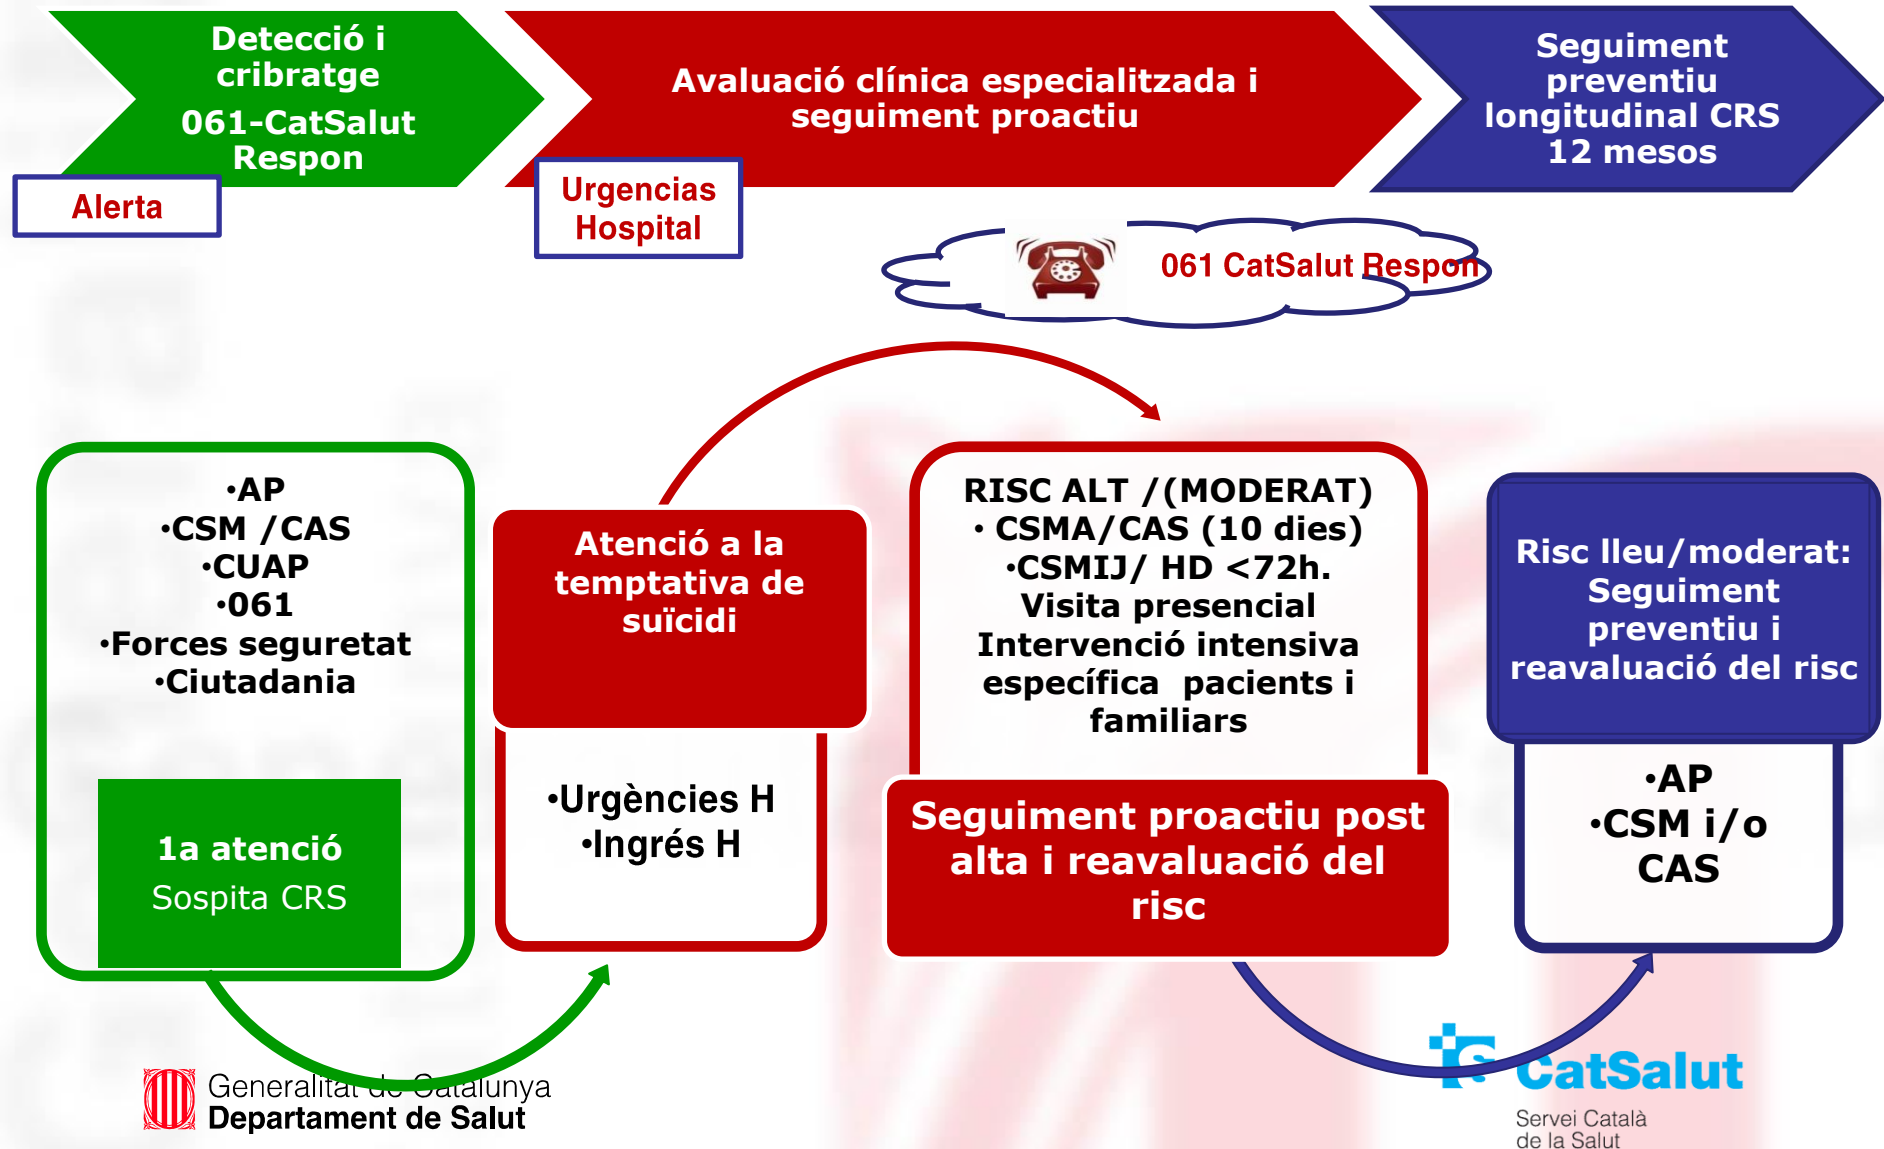 Detecció i
cribratge
061-CatSalut
Respon
Avaluació clínica especialitzada i
seguiment proactiu
Seguiment
preventiu
longitudinal CRS
12 mesos
Alerta
Urgencias
Hospital
061 CatSalut Respon
•AP
•CSM /CAS
•CUAP
•061
•Forces seguretat
•Ciutadania
1a atenció
Sospita CRS
Atenció a la
temptativa de
suïcidi
•Urgències H
•Ingrés H
RISC ALT /(MODERAT)
• CSMA/CAS (10 dies)
•CSMIJ/ HD <72h.
Visita presencial
Intervenció intensiva
específica pacients i
familiars
Seguiment proactiu post
alta i reavaluació del
risc
Risc lleu/moderat:
Seguiment
preventiu i
reavaluació del risc
•AP
•CSM i/o
CAS
Generalitat de Catalunya
Departament de Salut
CatSalut
Servei Català
de la Salut